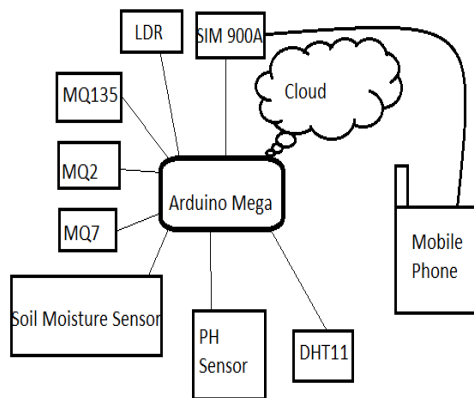 LDR
SIM 900A
MQ135
Cloud
MQ2
Arduino Mega
MQ7
Mobile
Phone
Soil Moisture Sensor
PH
Sensor
DHT11